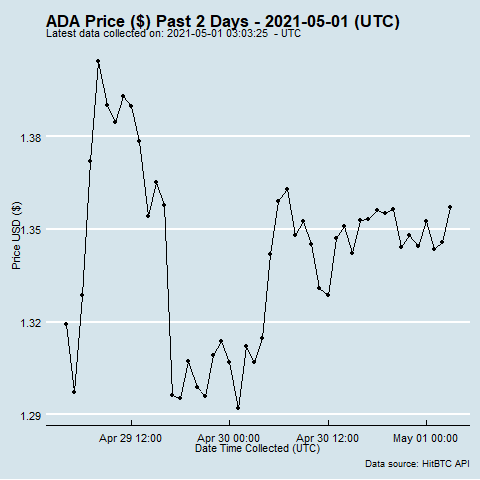 ADA Price ($) Past 2 Days - 2021-05-01 (UTC)
Latest data collected on: 2021-05-01 03:03:25 - UTC
1.38
1.35
1.32
1.29
Price USD ($)
Apr 29 12:00 Apr 30 00:00 Apr 30 12:00 May 01 00:00
Date Time Collected (UTC)
Data source: HitBTC API